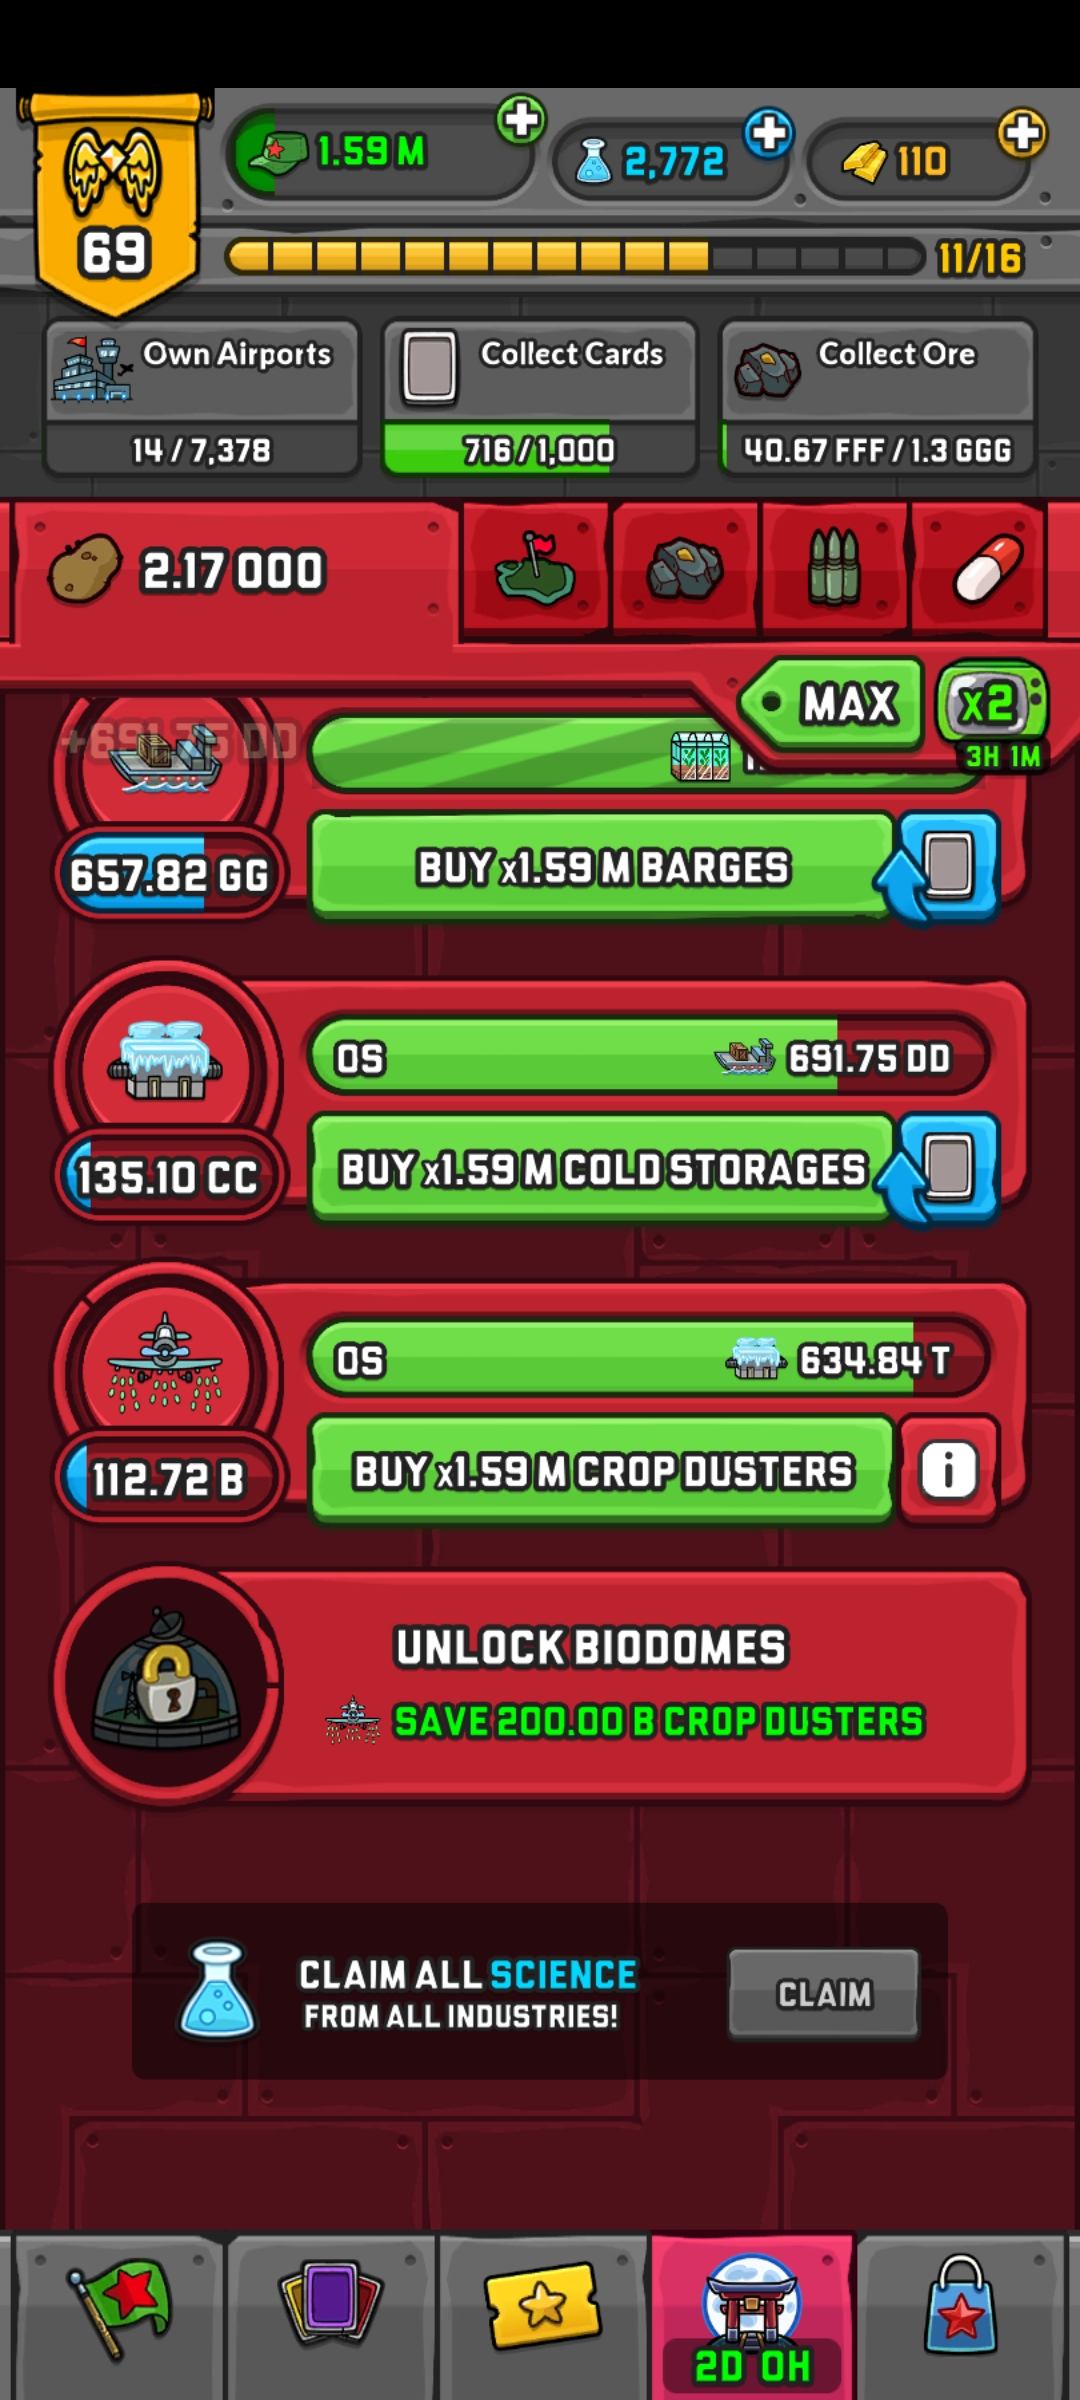 1.59 M
2,772
110
69
11/16
Own Airports
14 / 7,378
Collect Cards
716 / 1,000
Collect Ore
40.67 FFF / 1.3 GGG
2.17 OOO
MAX
x2
3H 1M
+691.75 DD
657.82 GG
BUY x1.59 M BARGES
0S
691.75 DD
135.10 CC
BUY x1.59 M COLD STORAGES
0S
634.84 T
112.72 B
BUY x1.59 M CROP DUSTERS
i
UNLOCK BIODOMES
SAVE 200.00 B CROP DUSTERS
CLAIM ALL SCIENCE
FROM ALL INDUSTRIES!
CLAIM
2D 0H